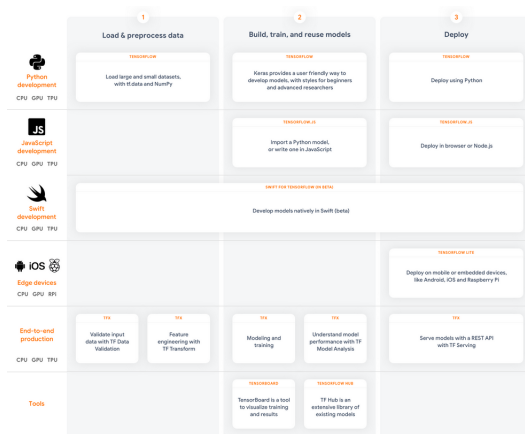 1
2
3
Load & preprocess data
Build, train, and reuse models
Deploy
Python
development
CPU GPU TPU
TENSORFLOW
Load large and small datasets,
with tf.data and NumPy
TENSORFLOW
Keras provides a user friendly way to
develop models, with styles for beginners
and advanced researchers
TENSORFLOW
Deploy using Python
JS
JavaScript
development
CPU GPU TPU
TENSORFLOW.JS
Import a Python model,
or write one in JavaScript
TENSORFLOW.JS
Deploy in browser or Node.js
Swift
development
CPU GPU TPU
SWIFT FOR TENSORFLOW (IN BETA)
Develop models natively in Swift (beta)
iOS
Edge devices
CPU GPU RPi
TENSORFLOW LITE
Deploy on mobile or embedded devices,
like Android, iOS and Raspberry Pi
End-to-end
production
CPU GPU TPU
TFX
Validate input
data with TF Data
Validation
TFX
Feature
engineering with
TF Transform
TFX
Modeling and
training
TFX
Understand model
performance with TF
Model Analysis
TFX
Serve models with a REST API
with TF Serving
Tools
TENSORBOARD
TensorBoard is a tool
to visualize training
and results
TENSORFLOW HUB
TF Hub is an
extensive library of
existing models